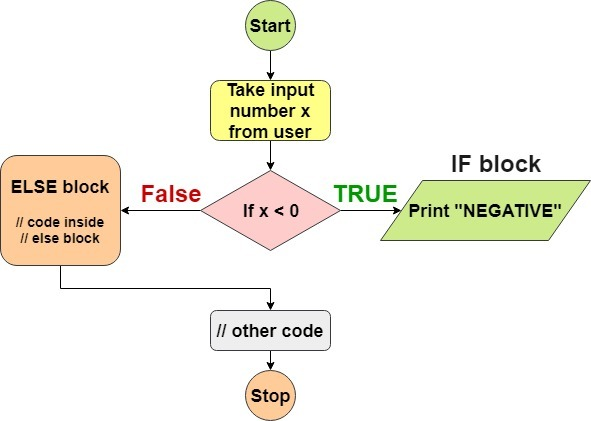 Start
Take input
number x
from user
IF block
ELSE block
// code inside
// else block
False
If x < 0
TRUE
Print "NEGATIVE"
// other code
Stop